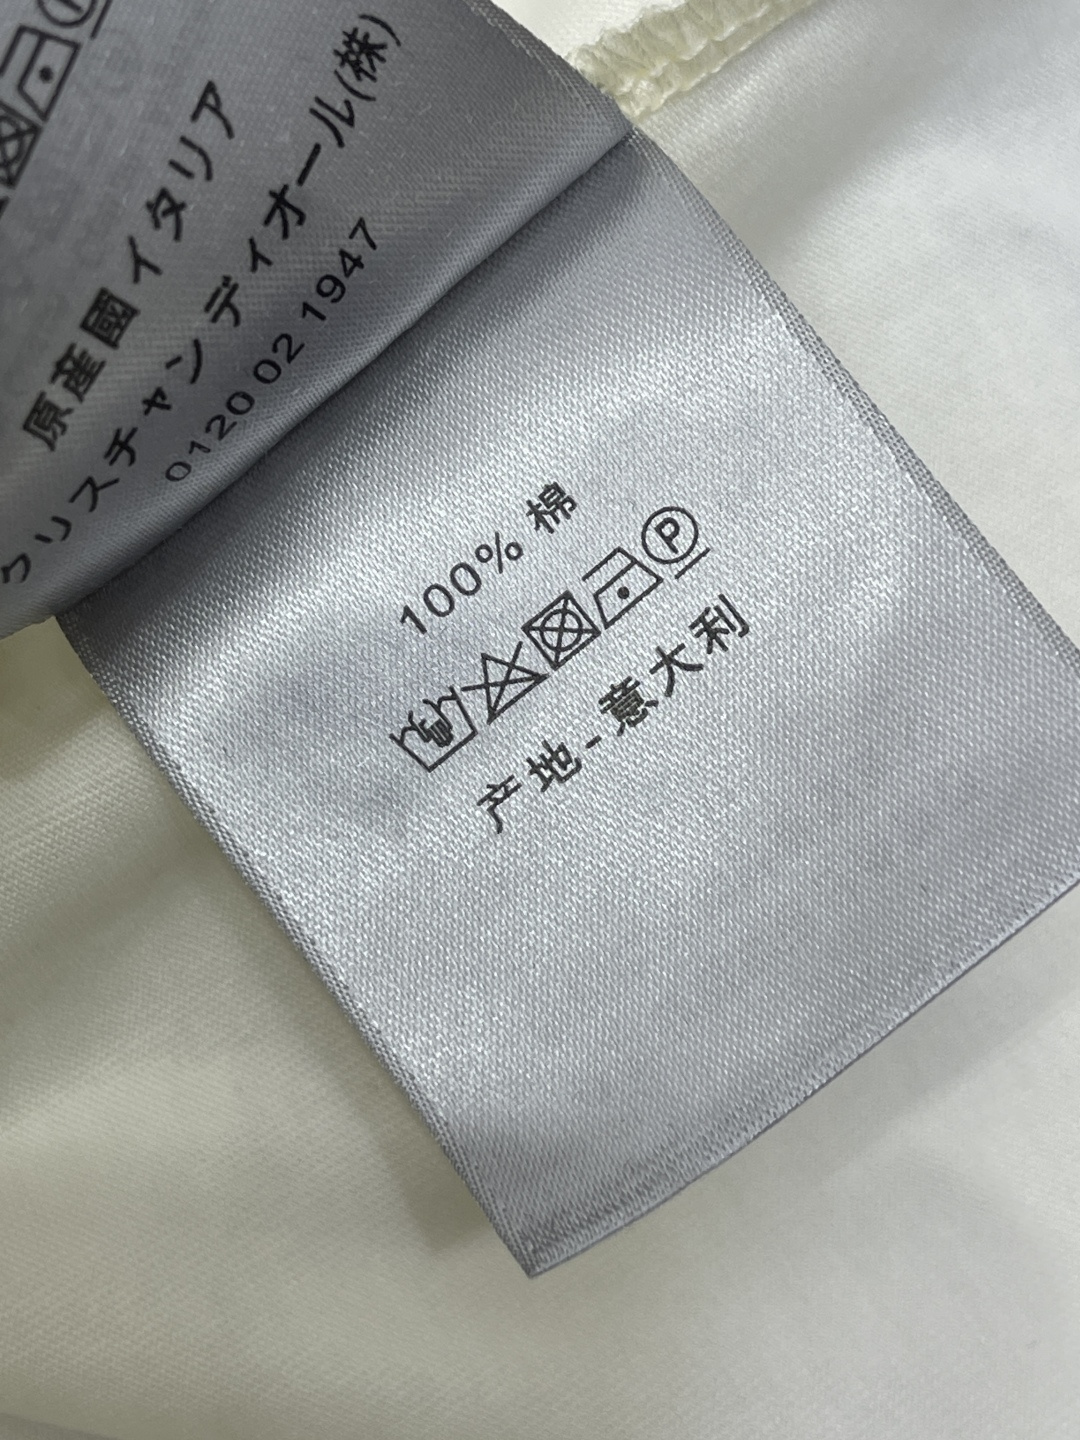 原産國イタリア
クリスチャンディオール(株)
0120 02 1947
100% 棉
P
产地-意大利